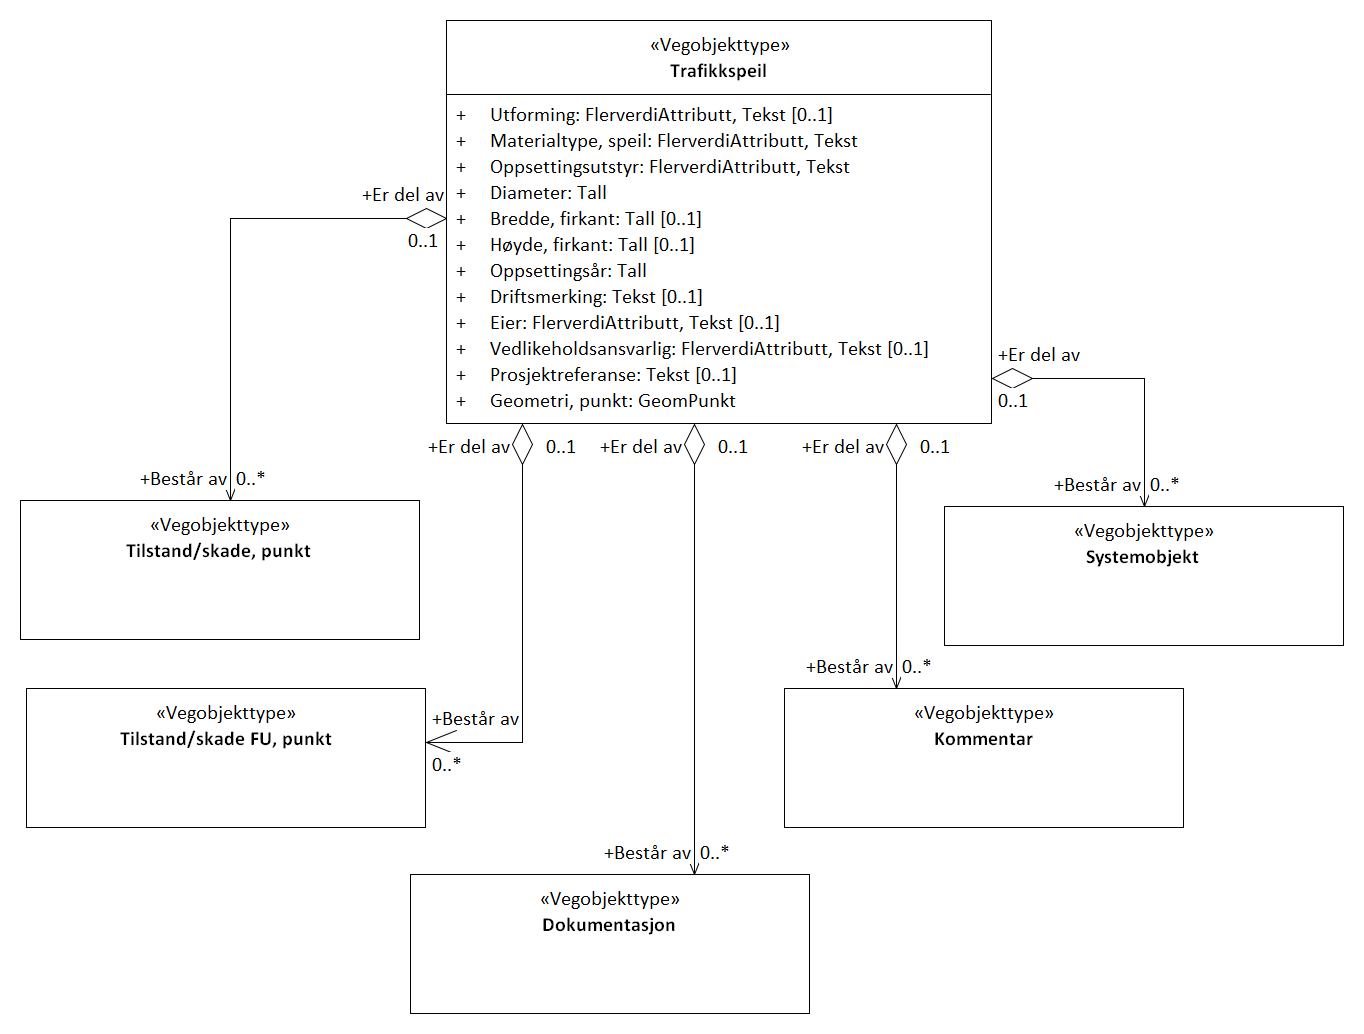 «Vegobjekttype»
Trafikkspeil
+ Utforming: FlerverdiAttributt, Tekst [0..1]
+ Materialtype, speil: FlerverdiAttributt, Tekst
+ Oppsettingsutstyr: FlerverdiAttributt, Tekst
+ Diameter: Tall
+ Bredde, firkant: Tall [0..1]
+ Høyde, firkant: Tall [0..1]
+ Oppsettingsår: Tall
+ Driftsmerking: Tekst [0..1]
+ Eier: FlerverdiAttributt, Tekst [0..1]
+ Vedlikeholdsansvarlig: FlerverdiAttributt, Tekst [0..1]
+ Prosjektreferanse: Tekst [0..1]
+ Geometri, punkt: GeomPunkt
+Er del av
0..1
+Er del av
0..1
+Er del av 0..1
+Er del av 0..1
+Er del av 0..1
+Består av 0..*
«Vegobjekttype»
Tilstand/skade, punkt
+Består av 0..*
«Vegobjekttype»
Systemobjekt
+Består av
0..*
«Vegobjekttype»
Tilstand/skade FU, punkt
+Består av 0..*
«Vegobjekttype»
Kommentar
+Består av 0..*
«Vegobjekttype»
Dokumentasjon